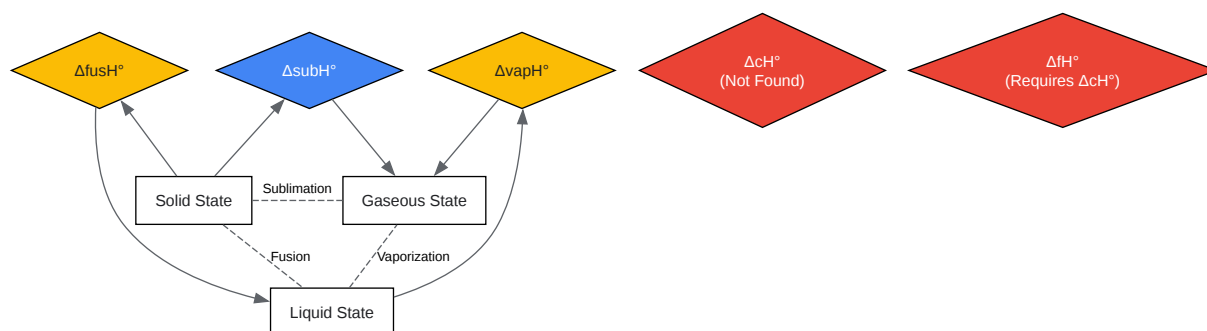 ΔfusH°
ΔsubH°
ΔvapH°
ΔcH°
(Not Found)
ΔfH°
(Requires ΔcH°)
Solid State
Sublimation
Gaseous State
Fusion
Vaporization
Liquid State